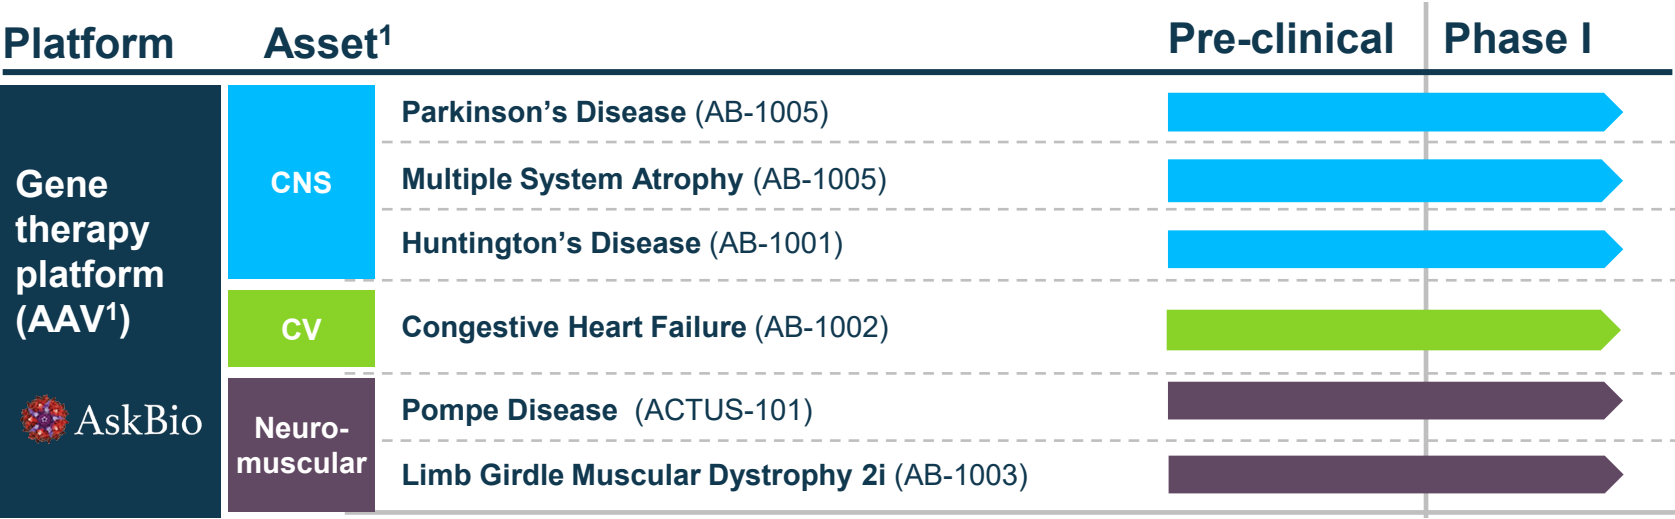 Platform Asset¹ Pre-clinical Phase I
Gene
therapy
platform
(AAV¹)
AskBio
CNS
Parkinson’s Disease (AB-1005)
Multiple System Atrophy (AB-1005)
Huntington’s Disease (AB-1001)
CV
Congestive Heart Failure (AB-1002)
Neuro-
muscular
Pompe Disease (ACTUS-101)
Limb Girdle Muscular Dystrophy 2i (AB-1003)